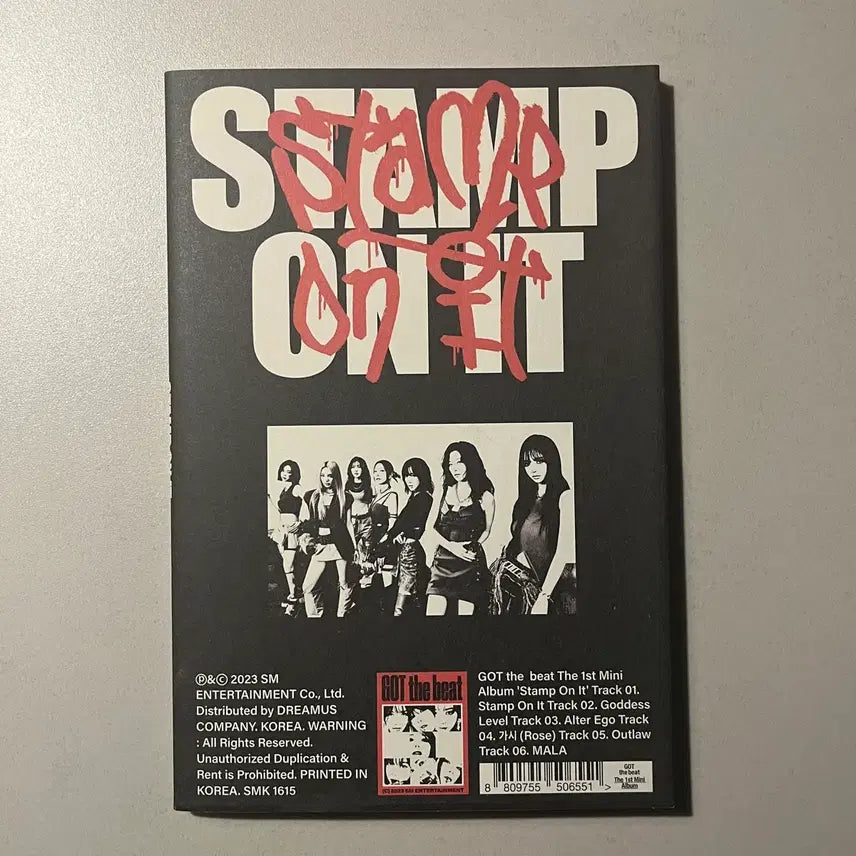 STAMP
ON IT
Stamp
on it
Ⓟ&© 2023 SM
ENTERTAINMENT Co., Ltd.
Distributed by DREAMUS
COMPANY. KOREA. WARNING
: All Rights Reserved.
Unauthorized Duplication &
Rent is Prohibited. PRINTED IN
KOREA. SMK 1615
GOT the beat
(C) 2023 SM ENTERTAINMENT
GOT the beat The 1st Mini
Album 'Stamp On It' Track 01.
Stamp On It Track 02. Goddess
Level Track 03. Alter Ego Track
04. 가시 (Rose) Track 05. Outlaw
Track 06. MALA
8 809755 506551 >
GOT
the beat
The 1st Mini
Album